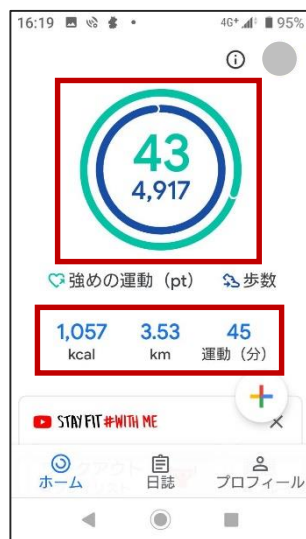 16:19 4G+ 95%
43
4,917
強めの運動（pt） 歩数
1,057 3.53 45
kcal km 運動（分）
STAY FIT #WITH ME
ホーム 日誌 プロフィール